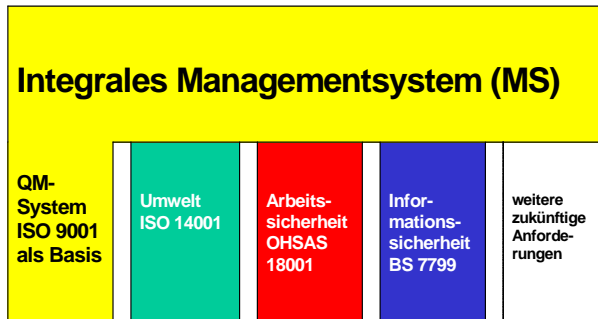 Integrales Managementsystem (MS)
QM-
System
ISO 9001
als Basis
Umwelt
ISO 14001
Arbeits-
sicherheit
OHSAS
18001
Infor-
mations-
sicherheit
BS 7799
weitere
zukünftige
Anforde-
rungen